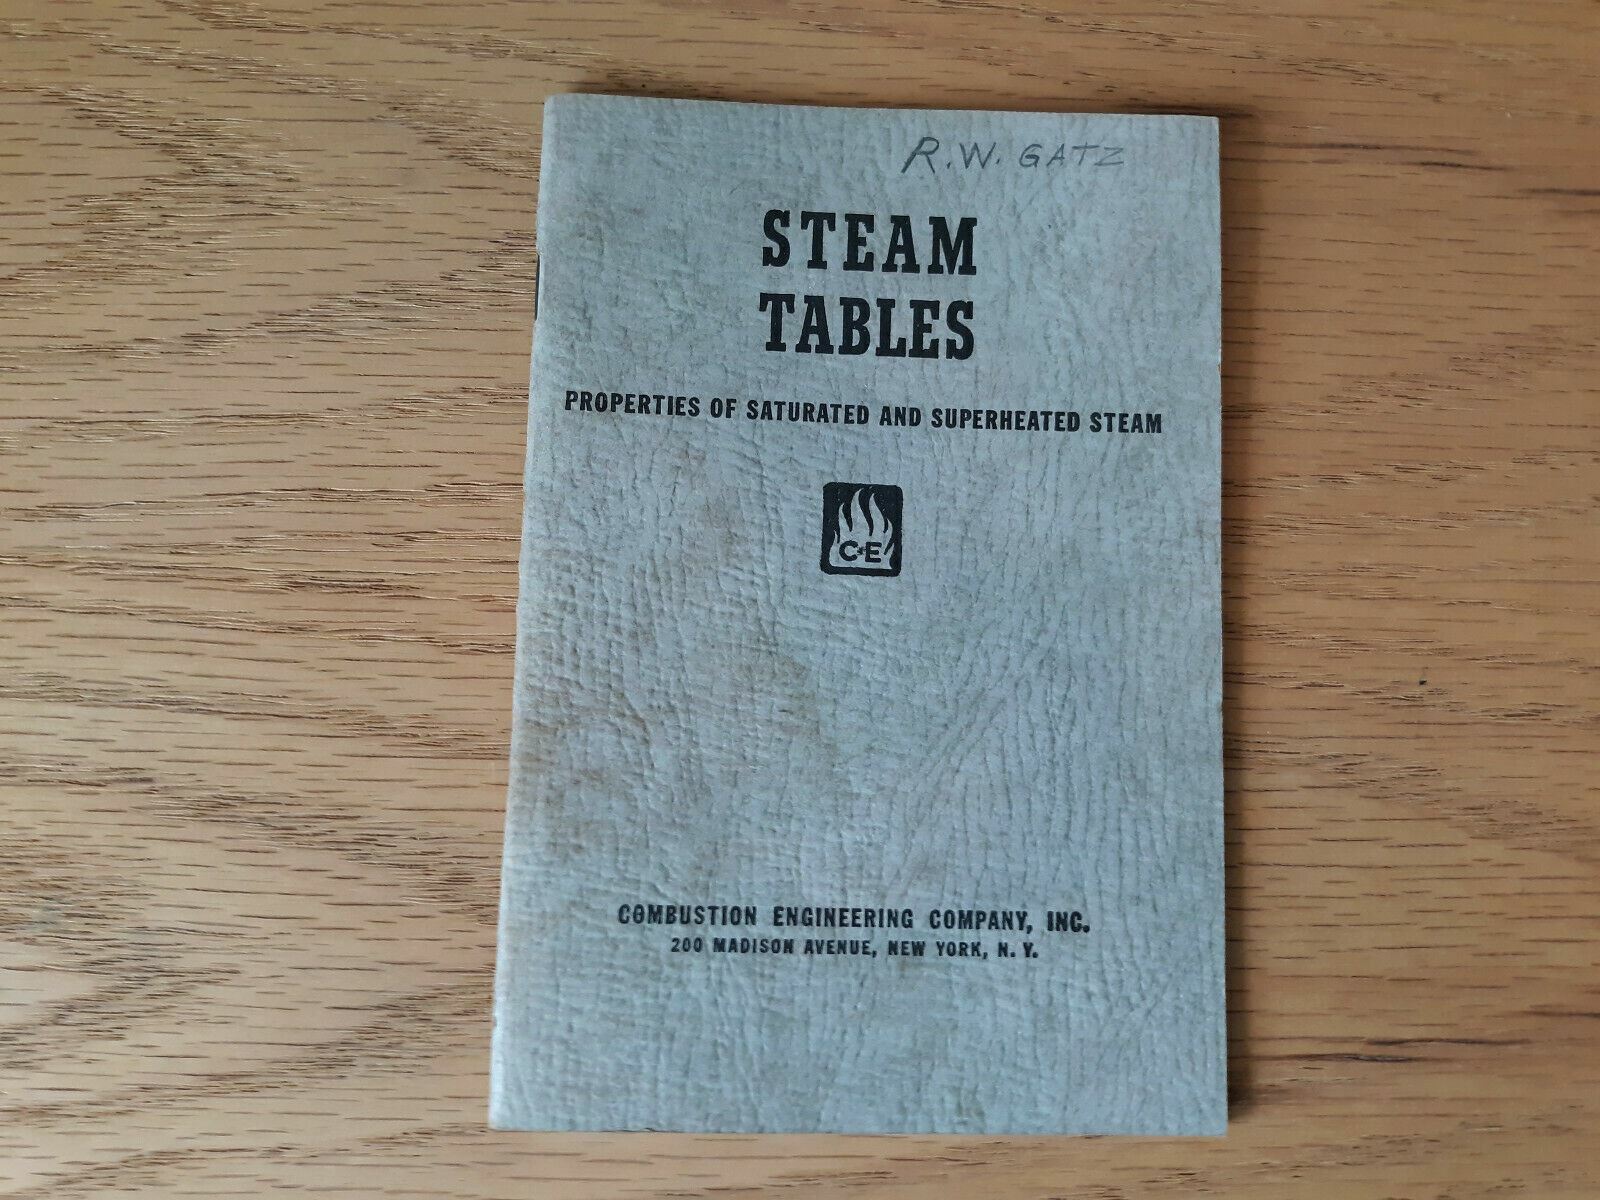 R.W. GATZ
STEAM
TABLES
PROPERTIES OF SATURATED AND SUPERHEATED STEAM
C-E
COMBUSTION ENGINEERING COMPANY, INC.
200 MADISON AVENUE, NEW YORK, N. Y.